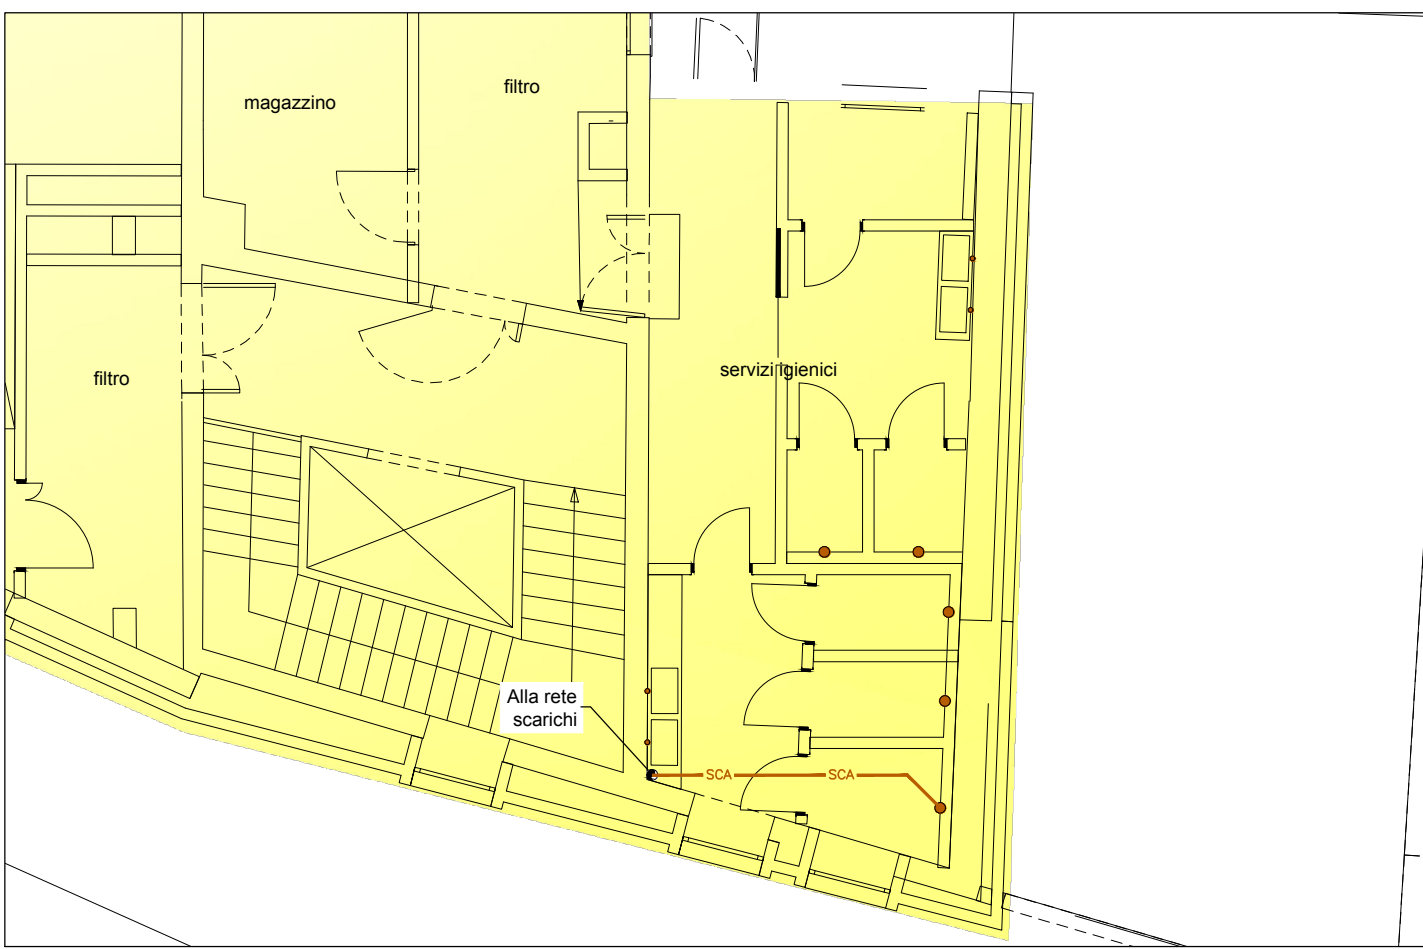 filtro
magazzino
servizi igienici
filtro
Alla rete
scarichi
SCA
SCA